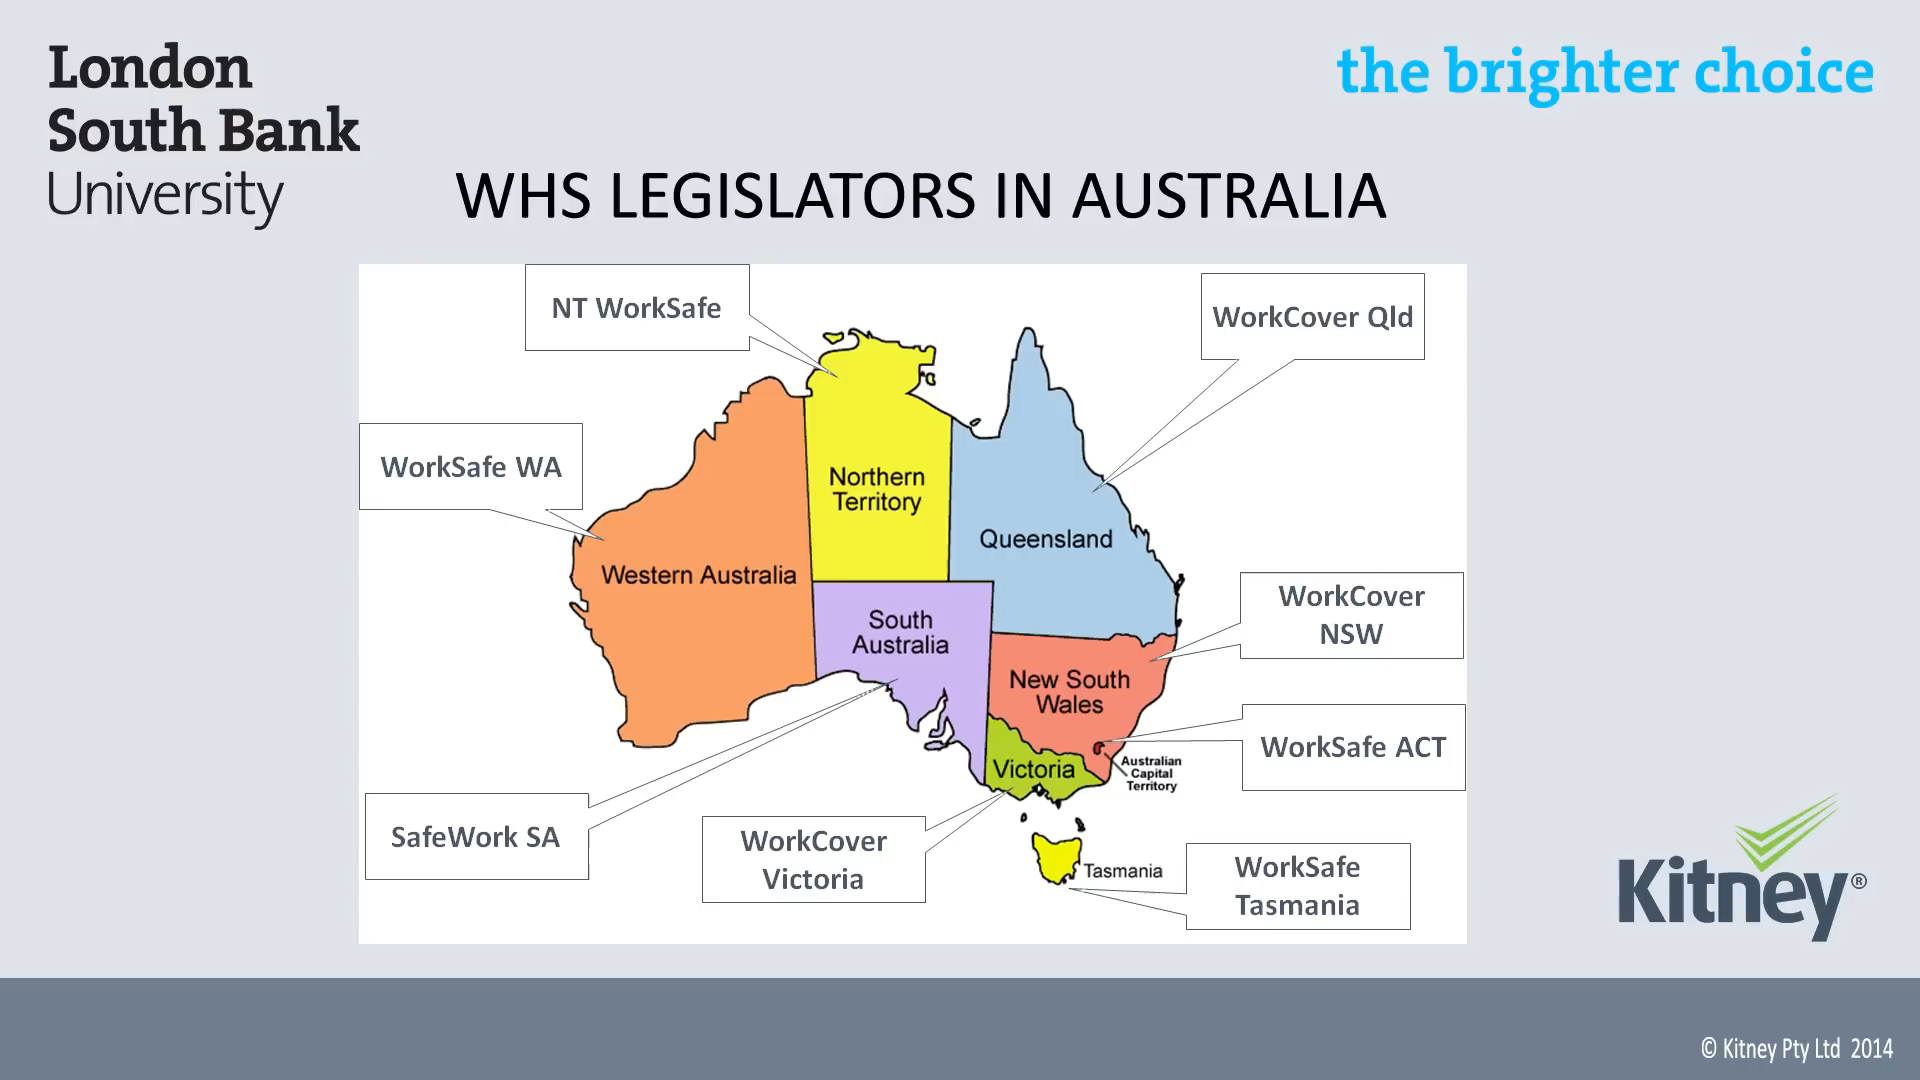 London
South Bank
University
the brighter choice
WHS LEGISLATORS IN AUSTRALIA
NT WorkSafe
WorkCover Qld
WorkSafe WA
Northern
Territory
Queensland
Western Australia
South
Australia
WorkCover
NSW
New South
Wales
WorkSafe ACT
Victoria
Australian
Capital
Territory
SafeWork SA
WorkCover
Victoria
Tasmania
WorkSafe
Tasmania
Kitney®
© Kitney Pty Ltd 2014